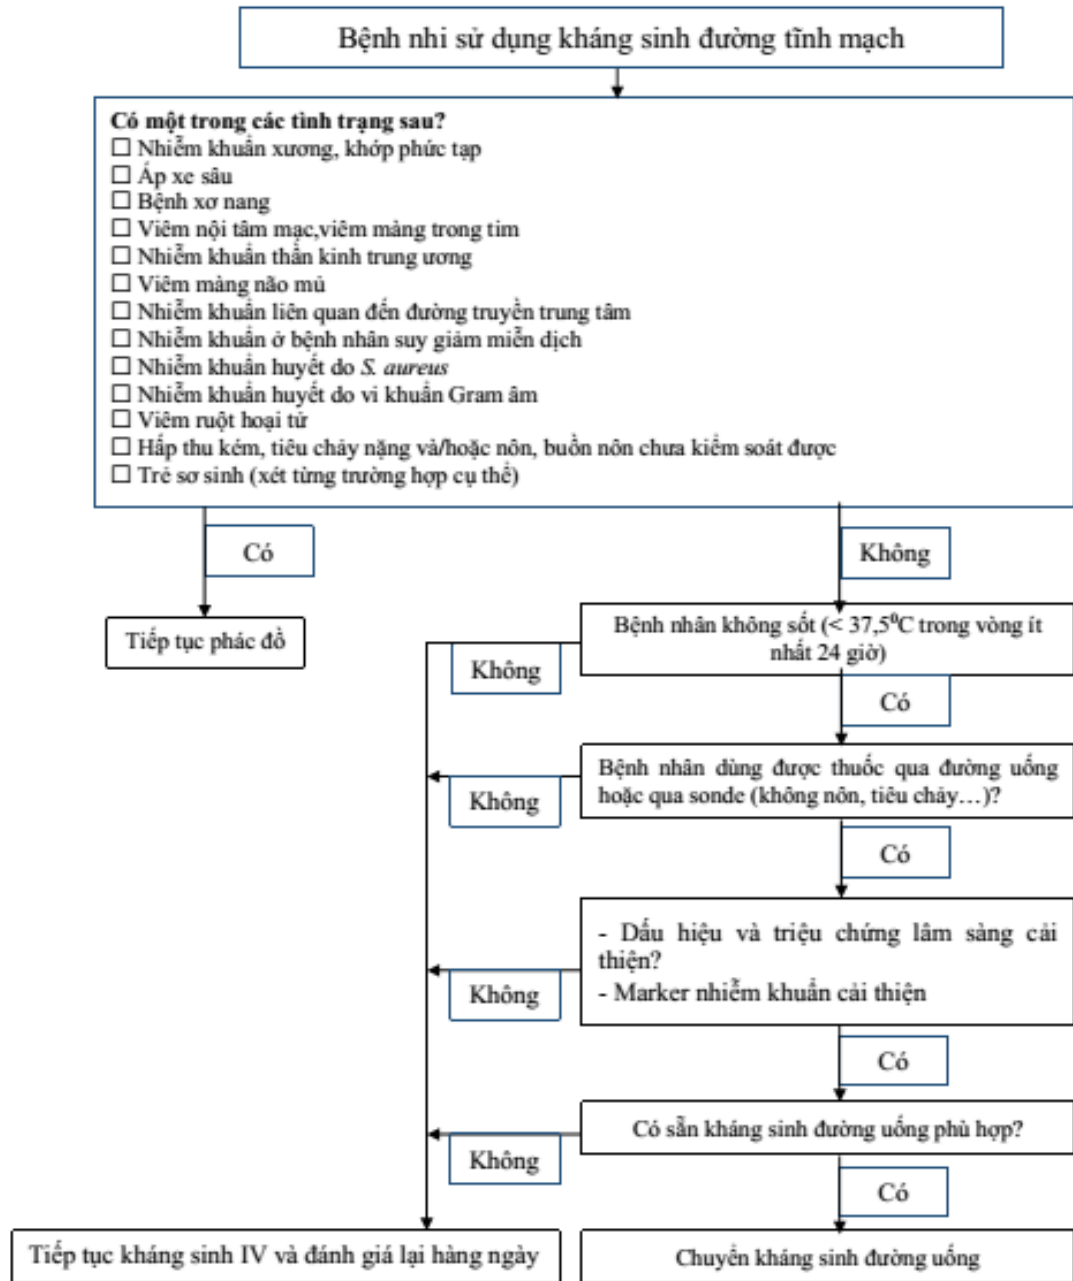 Bệnh nhi sử dụng kháng sinh đường tĩnh mạch
Có một trong các tình trạng sau?
☐ Nhiễm khuẩn xương, khớp phức tạp
☐ Áp xe sâu
☐ Bệnh xơ nang
☐ Viêm nội tâm mạc,viêm màng trong tim
☐ Nhiễm khuẩn thần kinh trung ương
☐ Viêm màng não mủ
☐ Nhiễm khuẩn liên quan đến đường truyền trung tâm
☐ Nhiễm khuẩn ở bệnh nhân suy giảm miễn dịch
☐ Nhiễm khuẩn huyết do S. aureus
☐ Nhiễm khuẩn huyết do vi khuẩn Gram âm
☐ Viêm ruột hoại tử
☐ Hấp thu kém, tiêu chảy nặng và/hoặc nôn, buồn nôn chưa kiểm soát được
☐ Trẻ sơ sinh (xét từng trường hợp cụ thể)
Có
Không
Tiếp tục phác đồ
Bệnh nhân không sốt (< 37,5⁰C trong vòng ít
nhất 24 giờ)
Không
Có
Bệnh nhân dùng được thuốc qua đường uống
hoặc qua sonde (không nôn, tiêu chảy…)?
Không
Có
- Dấu hiệu và triệu chứng lâm sàng cải
thiện?
- Marker nhiễm khuẩn cải thiện
Không
Có
Có sẵn kháng sinh đường uống phù hợp?
Không
Có
Tiếp tục kháng sinh IV và đánh giá lại hàng ngày
Chuyển kháng sinh đường uống